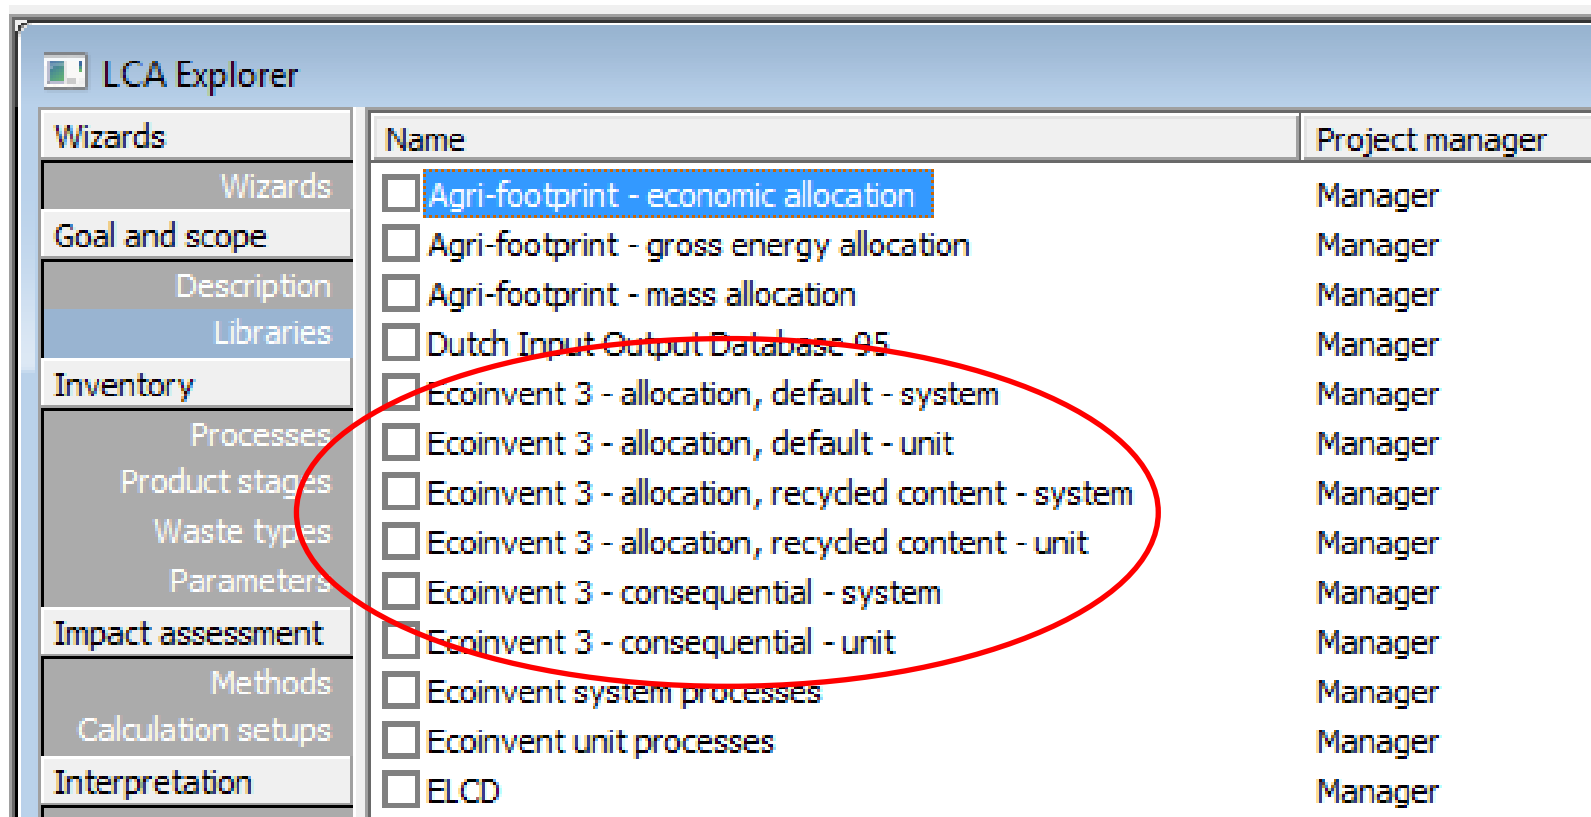 LCA Explorer
Wizards
Wizards
Goal and scope
Description
Libraries
Inventory
Processes
Product stages
Waste types
Parameters
Impact assessment
Methods
Calculation setups
Interpretation
Name Project manager
Agri-footprint - economic allocation Manager
Agri-footprint - gross energy allocation Manager
Agri-footprint - mass allocation Manager
Dutch Input Output Database 95 Manager
Ecoinvent 3 - allocation, default - system Manager
Ecoinvent 3 - allocation, default - unit Manager
Ecoinvent 3 - allocation, recycled content - system Manager
Ecoinvent 3 - allocation, recycled content - unit Manager
Ecoinvent 3 - consequential - system Manager
Ecoinvent 3 - consequential - unit Manager
Ecoinvent system processes Manager
Ecoinvent unit processes Manager
ELCD Manager